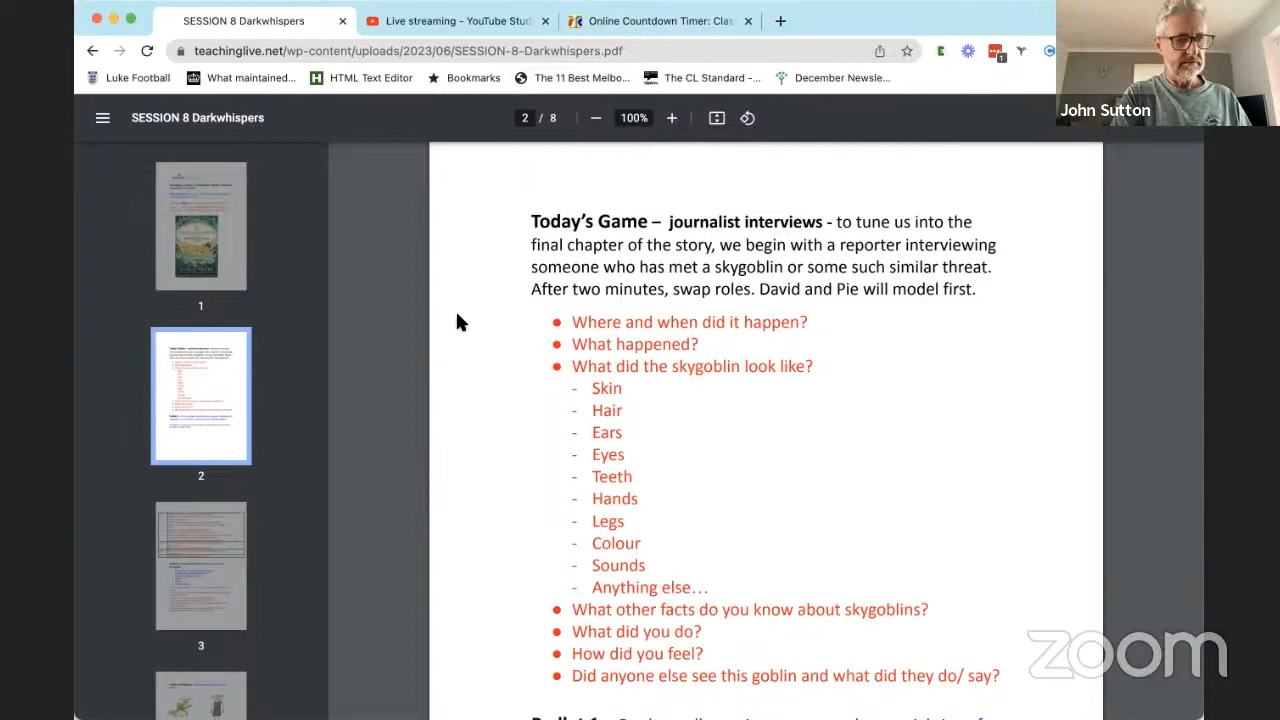 SESSION 8 Darkwhispers
Live streaming - YouTube Stud
Online Countdown Timer: Clas
teachinglive.net/wp-content/uploads/2023/06/SESSION-8-Darkwhispers.pdf
Luke Football
What maintained...
HTML Text Editor
Bookmarks
The 11 Best Melbo...
The CL Standard -...
December Newsle...
John Sutton
SESSION 8 Darkwhispers
2 / 8
100%
1
2
3
Today's Game – journalist interviews - to tune us into the
final chapter of the story, we begin with a reporter interviewing
someone who has met a skygoblin or some such similar threat.
After two minutes, swap roles. David and Pie will model first.
● Where and when did it happen?
● What happened?
● What did the skygoblin look like?
- Skin
- Hair
- Ears
- Eyes
- Teeth
- Hands
- Legs
- Colour
- Sounds
- Anything else...
● What other facts do you know about skygoblins?
● What did you do?
● How did you feel?
● Did anyone else see this goblin and what did they do/ say?
zoom